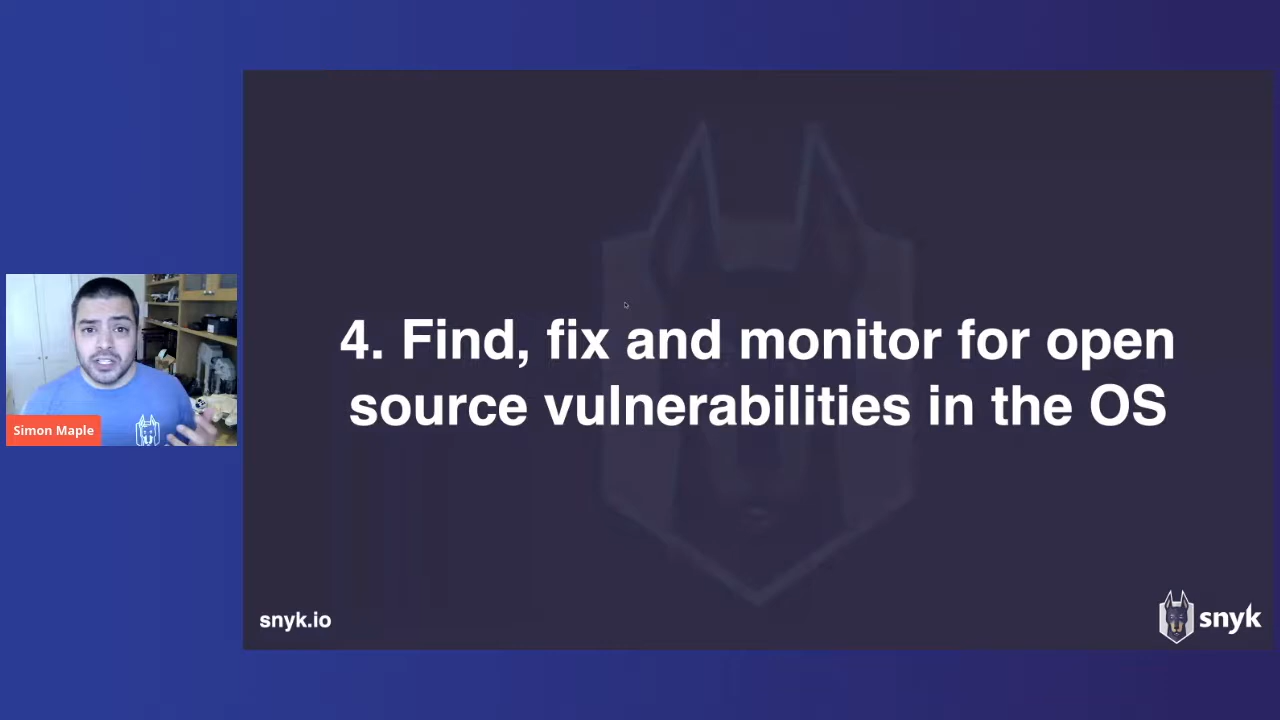 4. Find, fix and monitor for open
source vulnerabilities in the OS
Simon Maple
snyk.io
snyk